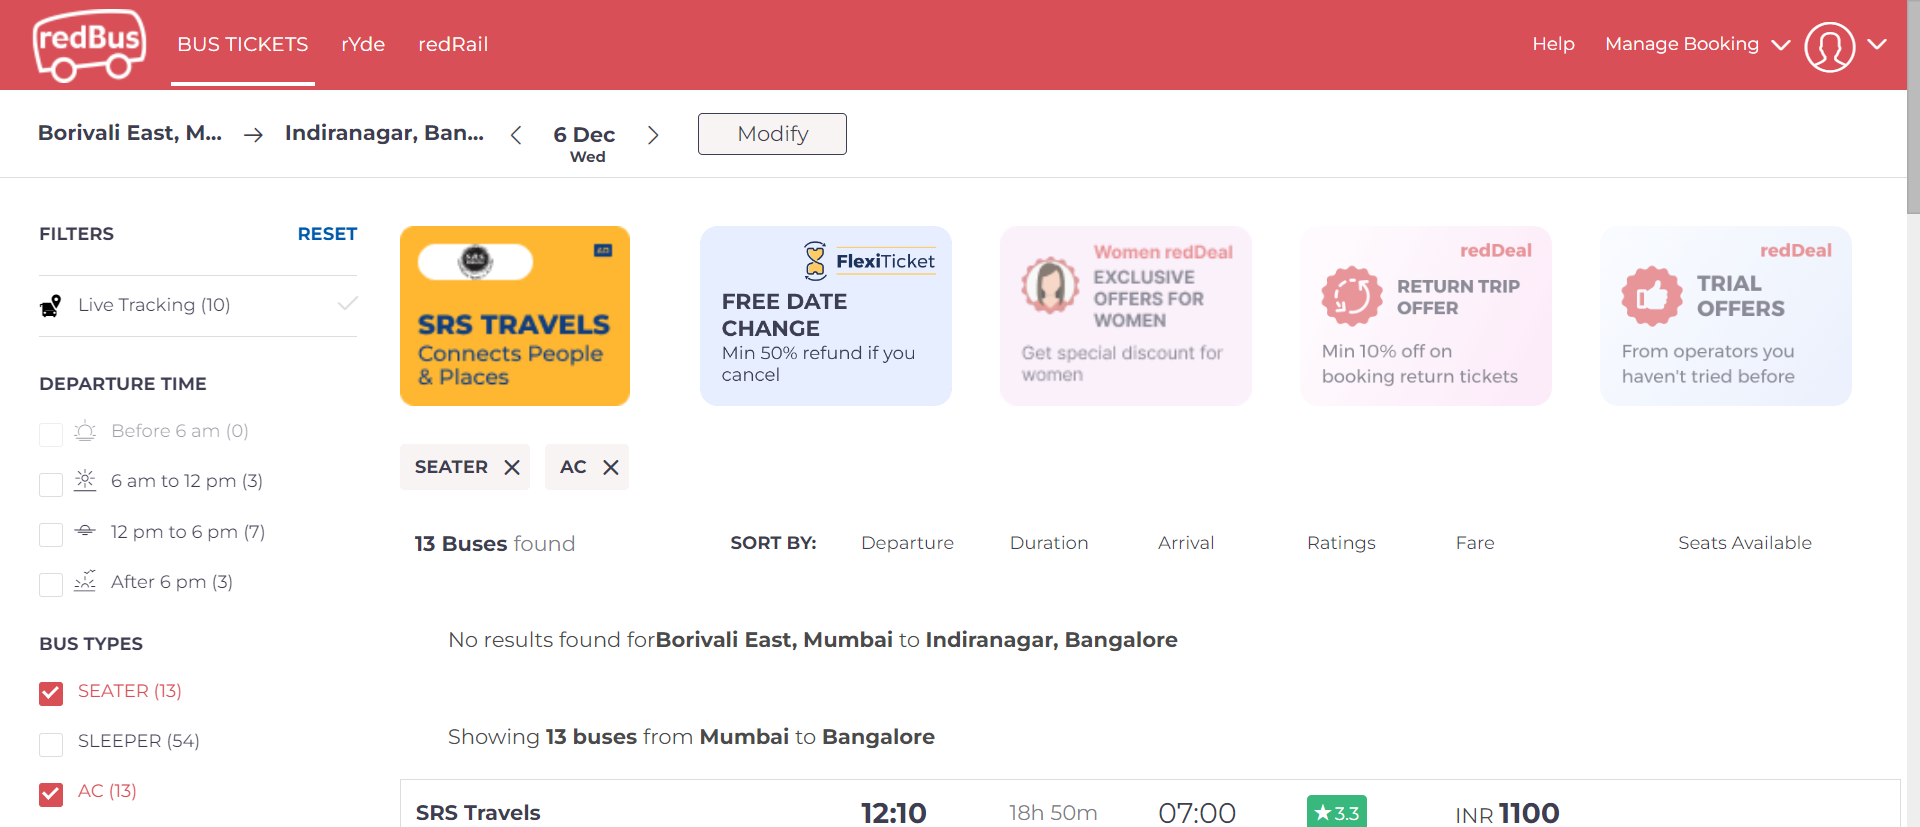 redBus
BUS TICKETS
rYde
redRail
Help
Manage Booking
Borivali East, M...
Indiranagar, Ban...
6 Dec
Wed
Modify
FILTERS
RESET
Live Tracking (10)
DEPARTURE TIME
Before 6 am (0)
6 am to 12 pm (3)
12 pm to 6 pm (7)
After 6 pm (3)
BUS TYPES
SEATER (13)
SLEEPER (54)
AC (13)
SRS TRAVELS
Connects People
& Places
FlexiTicket
FREE DATE
CHANGE
Min 50% refund if you
cancel
Women redDeal
EXCLUSIVE
OFFERS FOR
WOMEN
Get special discount for
women
redDeal
RETURN TRIP
OFFER
Min 10% off on
booking return tickets
redDeal
TRIAL
OFFERS
From operators you
haven't tried before
SEATER
AC
13 Buses found
SORT BY:
Departure
Duration
Arrival
Ratings
Fare
Seats Available
No results found forBorivali East, Mumbai to Indiranagar, Bangalore
Showing 13 buses from Mumbai to Bangalore
SRS Travels
12:10
18h 50m
07:00
★3.3
INR 1100